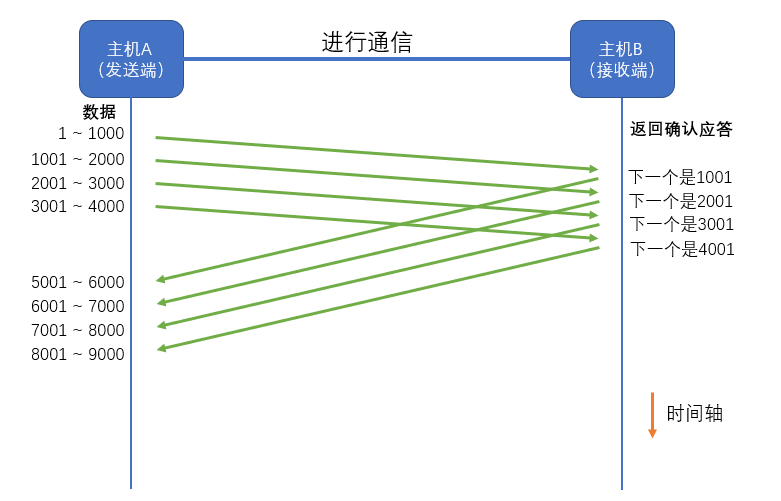 主机A
（发送端）
进行通信
主机B
（接收端）
数据
1 ~ 1000
1001 ~ 2000
2001 ~ 3000
3001 ~ 4000
5001 ~ 6000
6001 ~ 7000
7001 ~ 8000
8001 ~ 9000
返回确认应答
下一个是1001
下一个是2001
下一个是3001
下一个是4001
时间轴